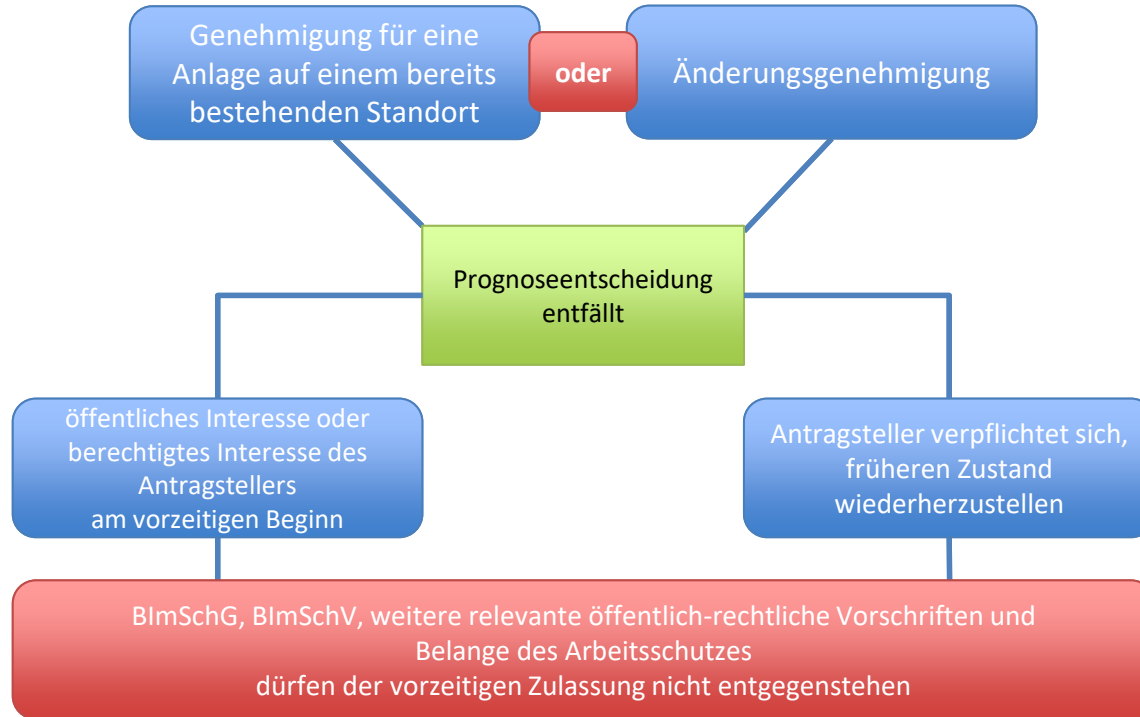 Genehmigung für eine
Anlage auf einem bereits
bestehenden Standort
oder
Änderungsgenehmigung
Prognoseentscheidung
entfällt
öffentliches Interesse oder
berechtigtes Interesse des
Antragstellers
am vorzeitigen Beginn
Antragsteller verpflichtet sich,
früheren Zustand
wiederherzustellen
BImSchG, BImSchV, weitere relevante öffentlich-rechtliche Vorschriften und
Belange des Arbeitsschutzes
dürfen der vorzeitigen Zulassung nicht entgegenstehen